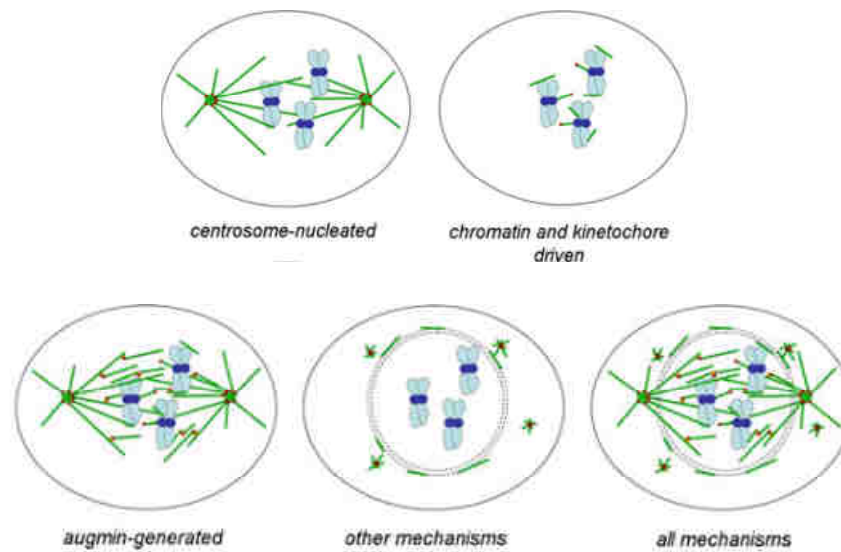 centrosome-nucleated
chromatin and kinetochore
driven
augmin-generated
other mechanisms
all mechanisms